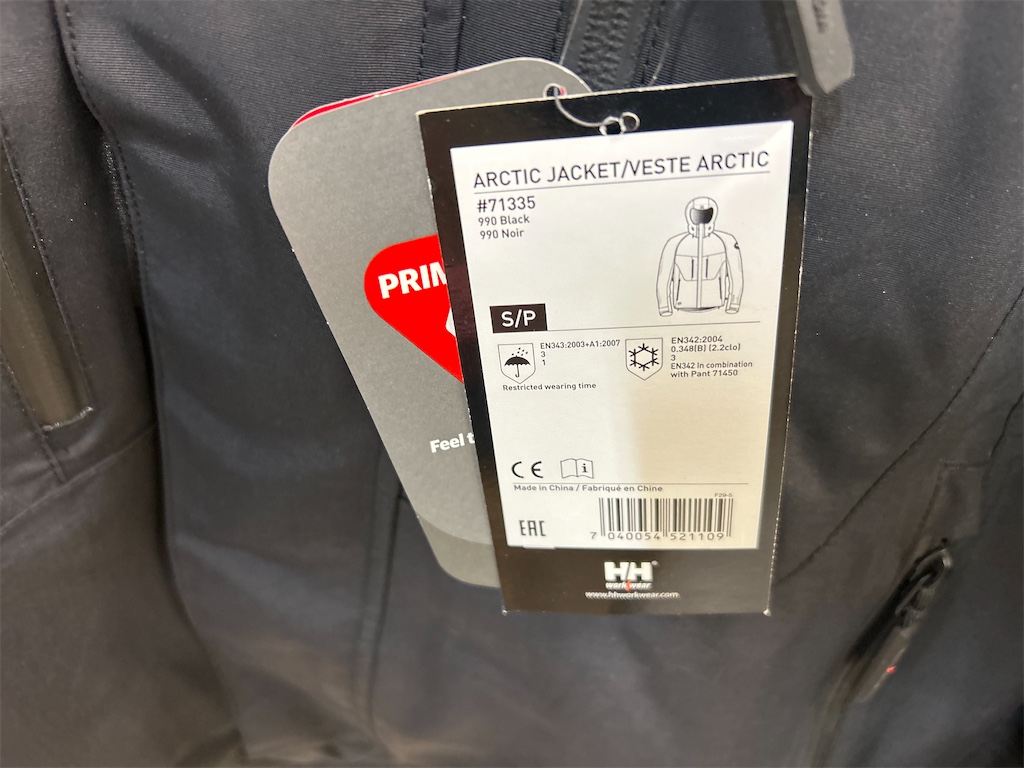 ARCTIC JACKET/VESTE ARCTIC
#71335
990 Black
990 Noir
S/P
EN343:2003+A1:2007
3
1
Restricted wearing time
EN342:2004
0.348(B) (2.2clo)
3
EN342 in combination
with Pant 71450
CE
i
Made in China / Fabriqué en Chine
F29-5
EAC
7 040054 521109
HH
workwear
www.hhworkwear.com
PRIM
Feel t